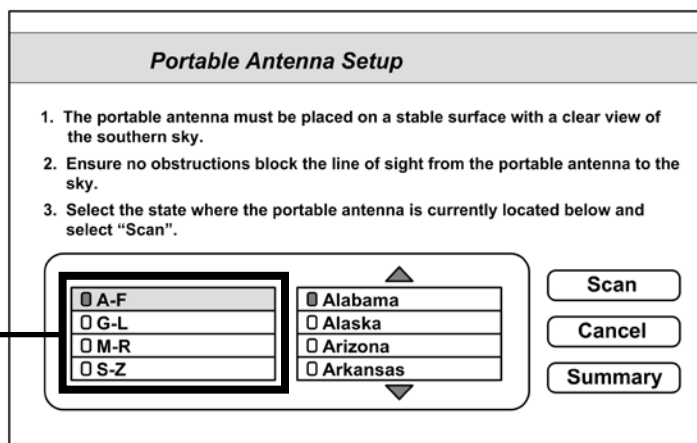 Portable Antenna Setup
1. The portable antenna must be placed on a stable surface with a clear view of
the southern sky.
2. Ensure no obstructions block the line of sight from the portable antenna to the
sky.
3. Select the state where the portable antenna is currently located below and
select “Scan”.
A-F
G-L
M-R
S-Z
Alabama
Alaska
Arizona
Arkansas
Scan
Cancel
Summary